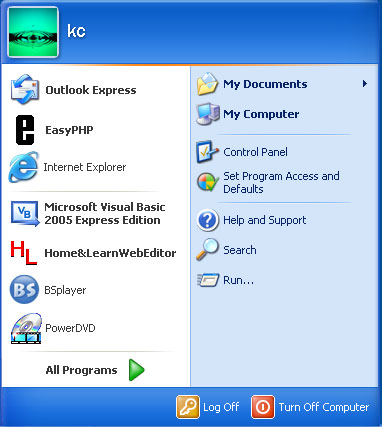 kc
Outlook Express
EasyPHP
Internet Explorer
Microsoft Visual Basic
2005 Express Edition
Home&LearnWebEditor
BSplayer
PowerDVD
All Programs
My Documents
My Computer
Control Panel
Set Program Access and
Defaults
Help and Support
Search
Run...
Log Off
Turn Off Computer